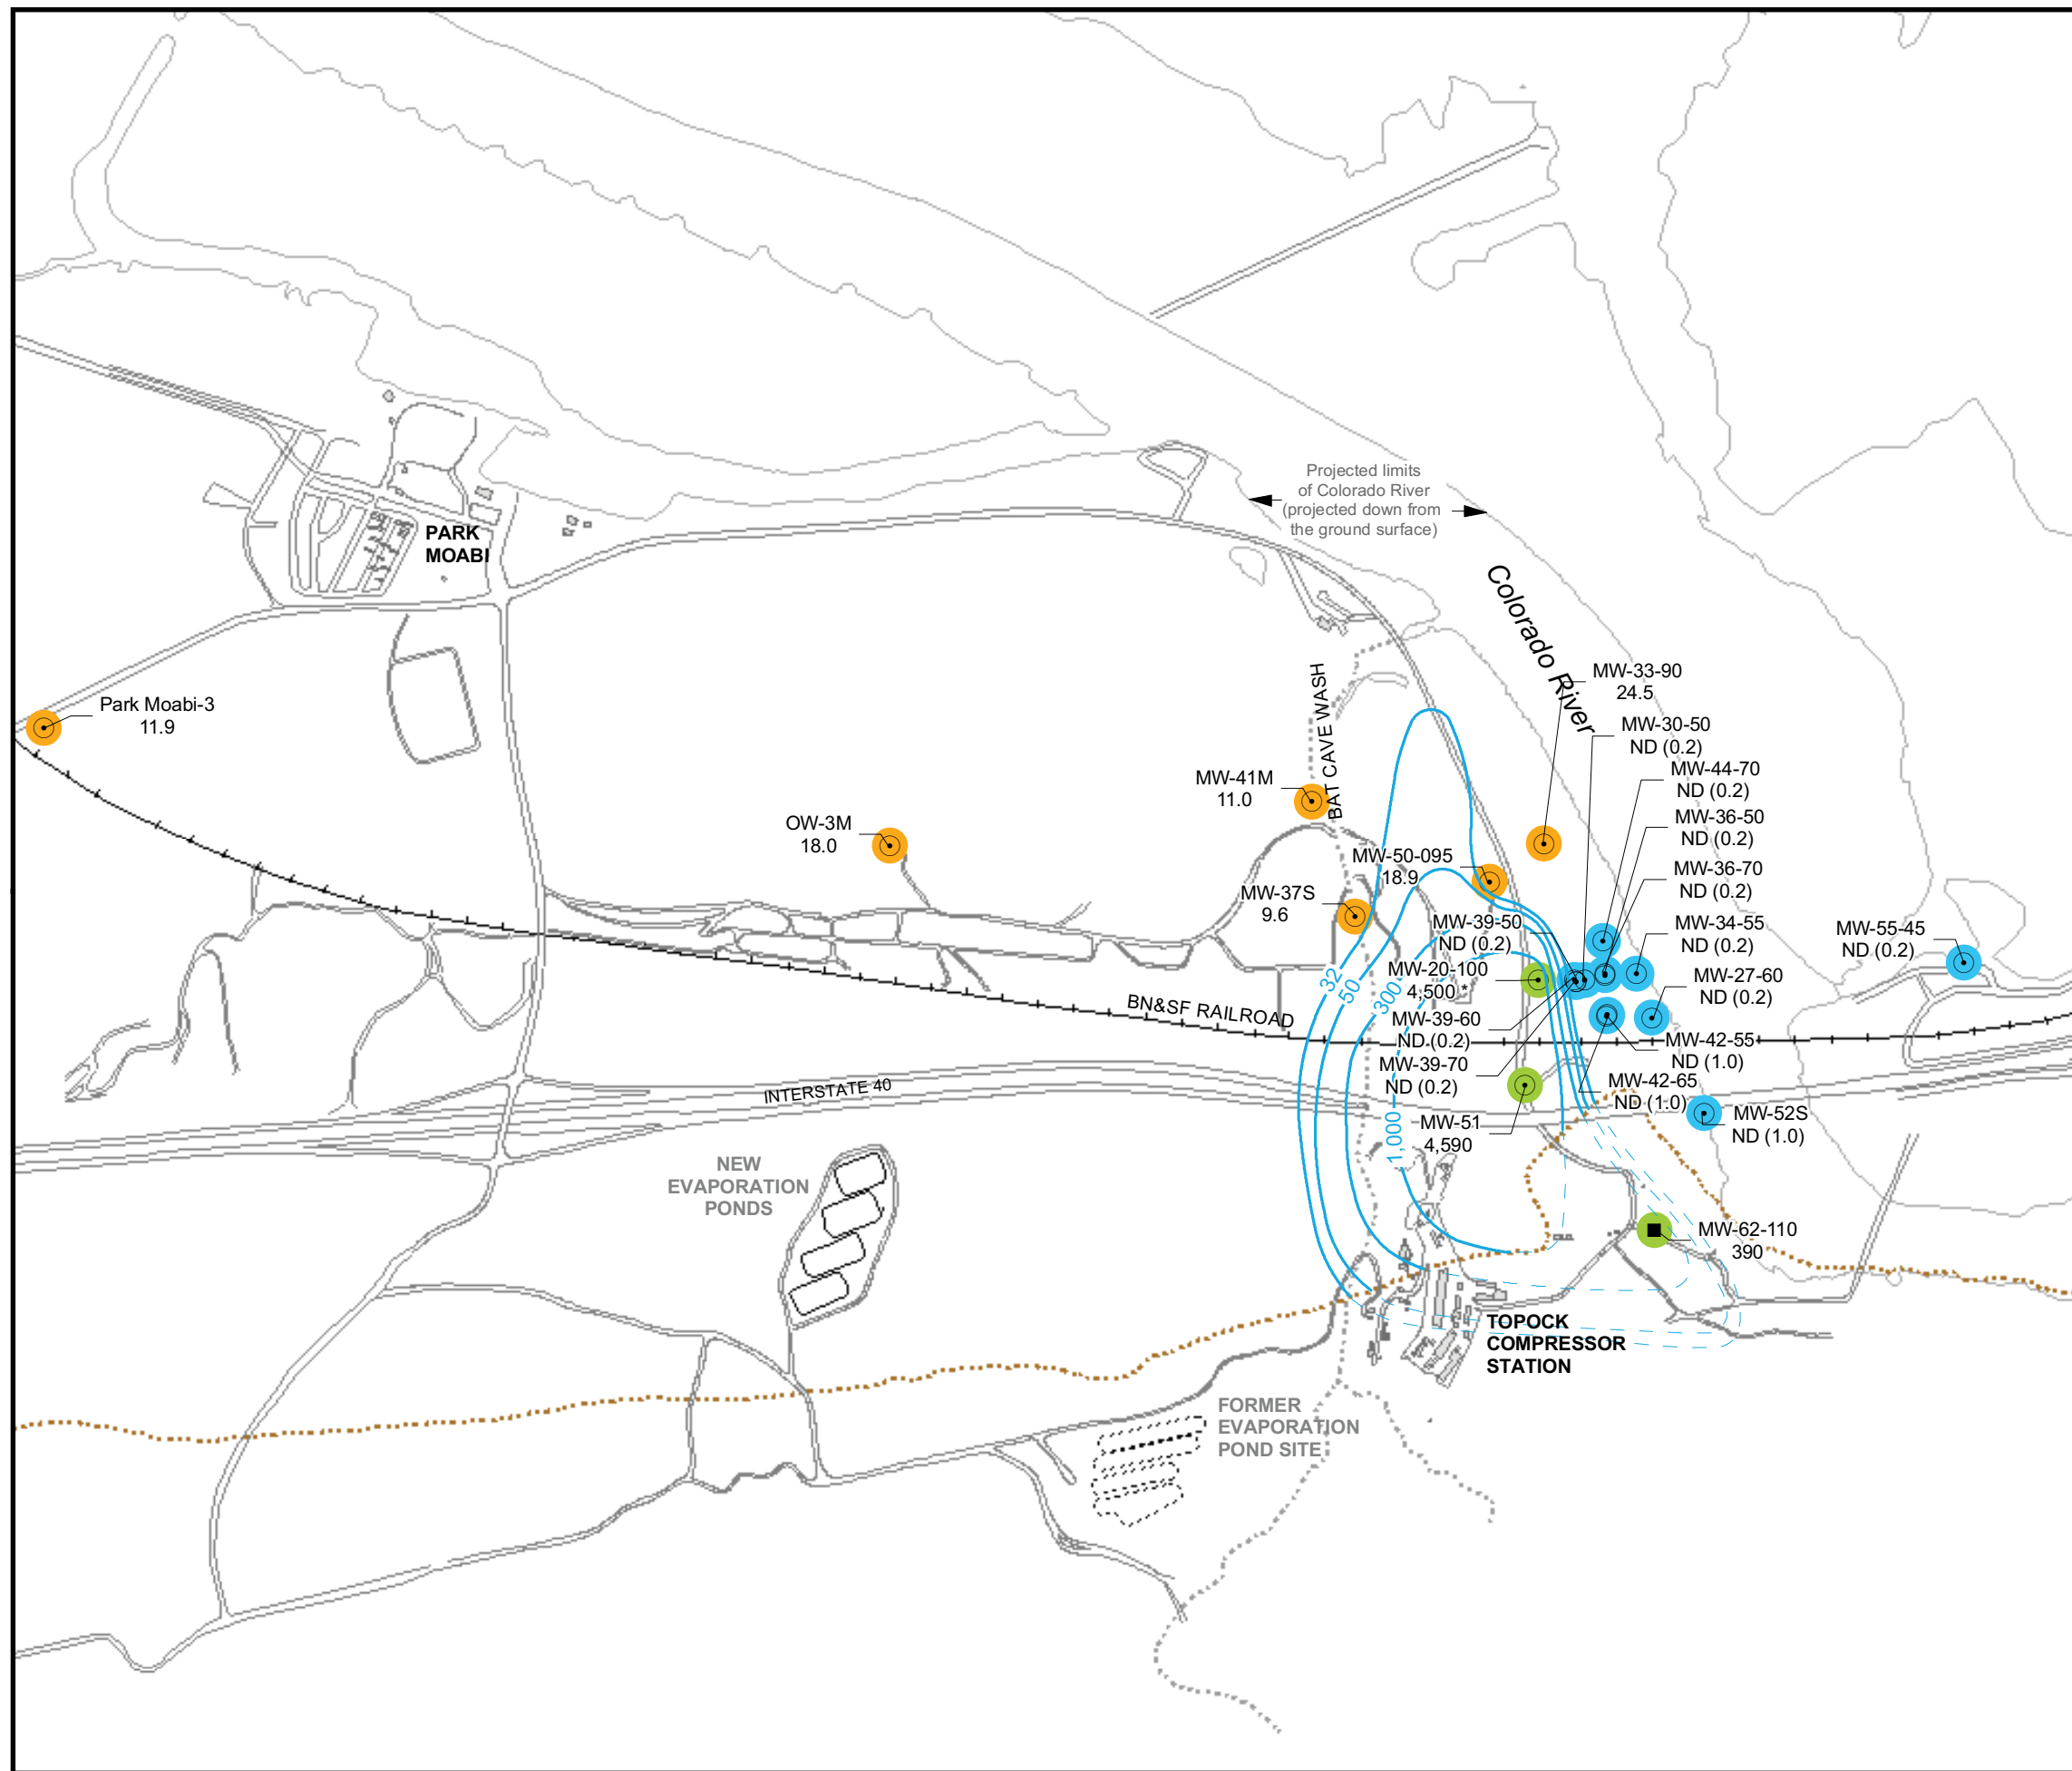 Projected limits
of Colorado River
(projected down from
the ground surface)
PARK
MOABI
Colorado River
MW-33-90
24.5
Park Moabi-3
11.9
BAT CAVE WASH
MW-30-50
ND (0.2)
MW-44-70
ND (0.2)
MW-41M
11.0
OW-3M
18.0
MW-36-50
ND (0.2)
MW-50-095
18.9
MW-36-70
ND (0.2)
MW-37S
9.6
MW-39-50
ND (0.2)
MW-34-55
ND (0.2)
MW-55-45
ND (0.2)
MW-20-100
4,500 *
MW-27-60
ND (0.2)
32
50
300
1,000
BN&SF RAILROAD
MW-39-60
ND (0.2)
MW-42-55
ND (1.0)
MW-39-70
ND (0.2)
MW-42-65
ND (1.0)
INTERSTATE 40
MW-51
4,590
MW-52S
ND (1.0)
NEW
EVAPORATION
PONDS
MW-62-110
390
TOPOCK
COMPRESSOR
STATION
FORMER
EVAPORATION
POND SITE